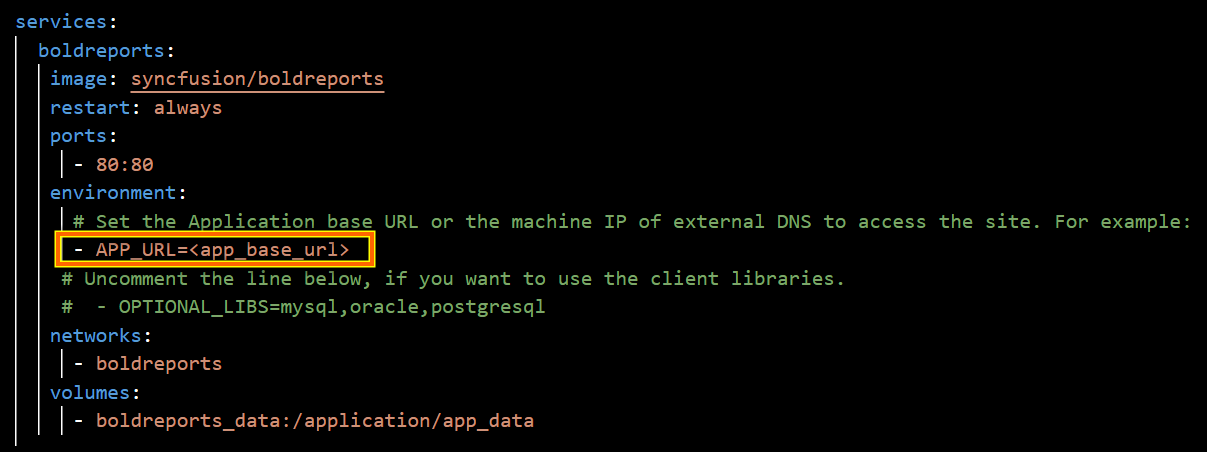 services:
boldreports:
image: syncfusion/boldreports
restart: always
ports:
- 80:80
environment:
# Set the Application base URL or the machine IP of external DNS to access the site. For example:
- APP_URL=<app_base_url>
# Uncomment the line below, if you want to use the client libraries.
#  - OPTIONAL_LIBS=mysql,oracle,postgresql
networks:
- boldreports
volumes:
- boldreports_data:/application/app_data